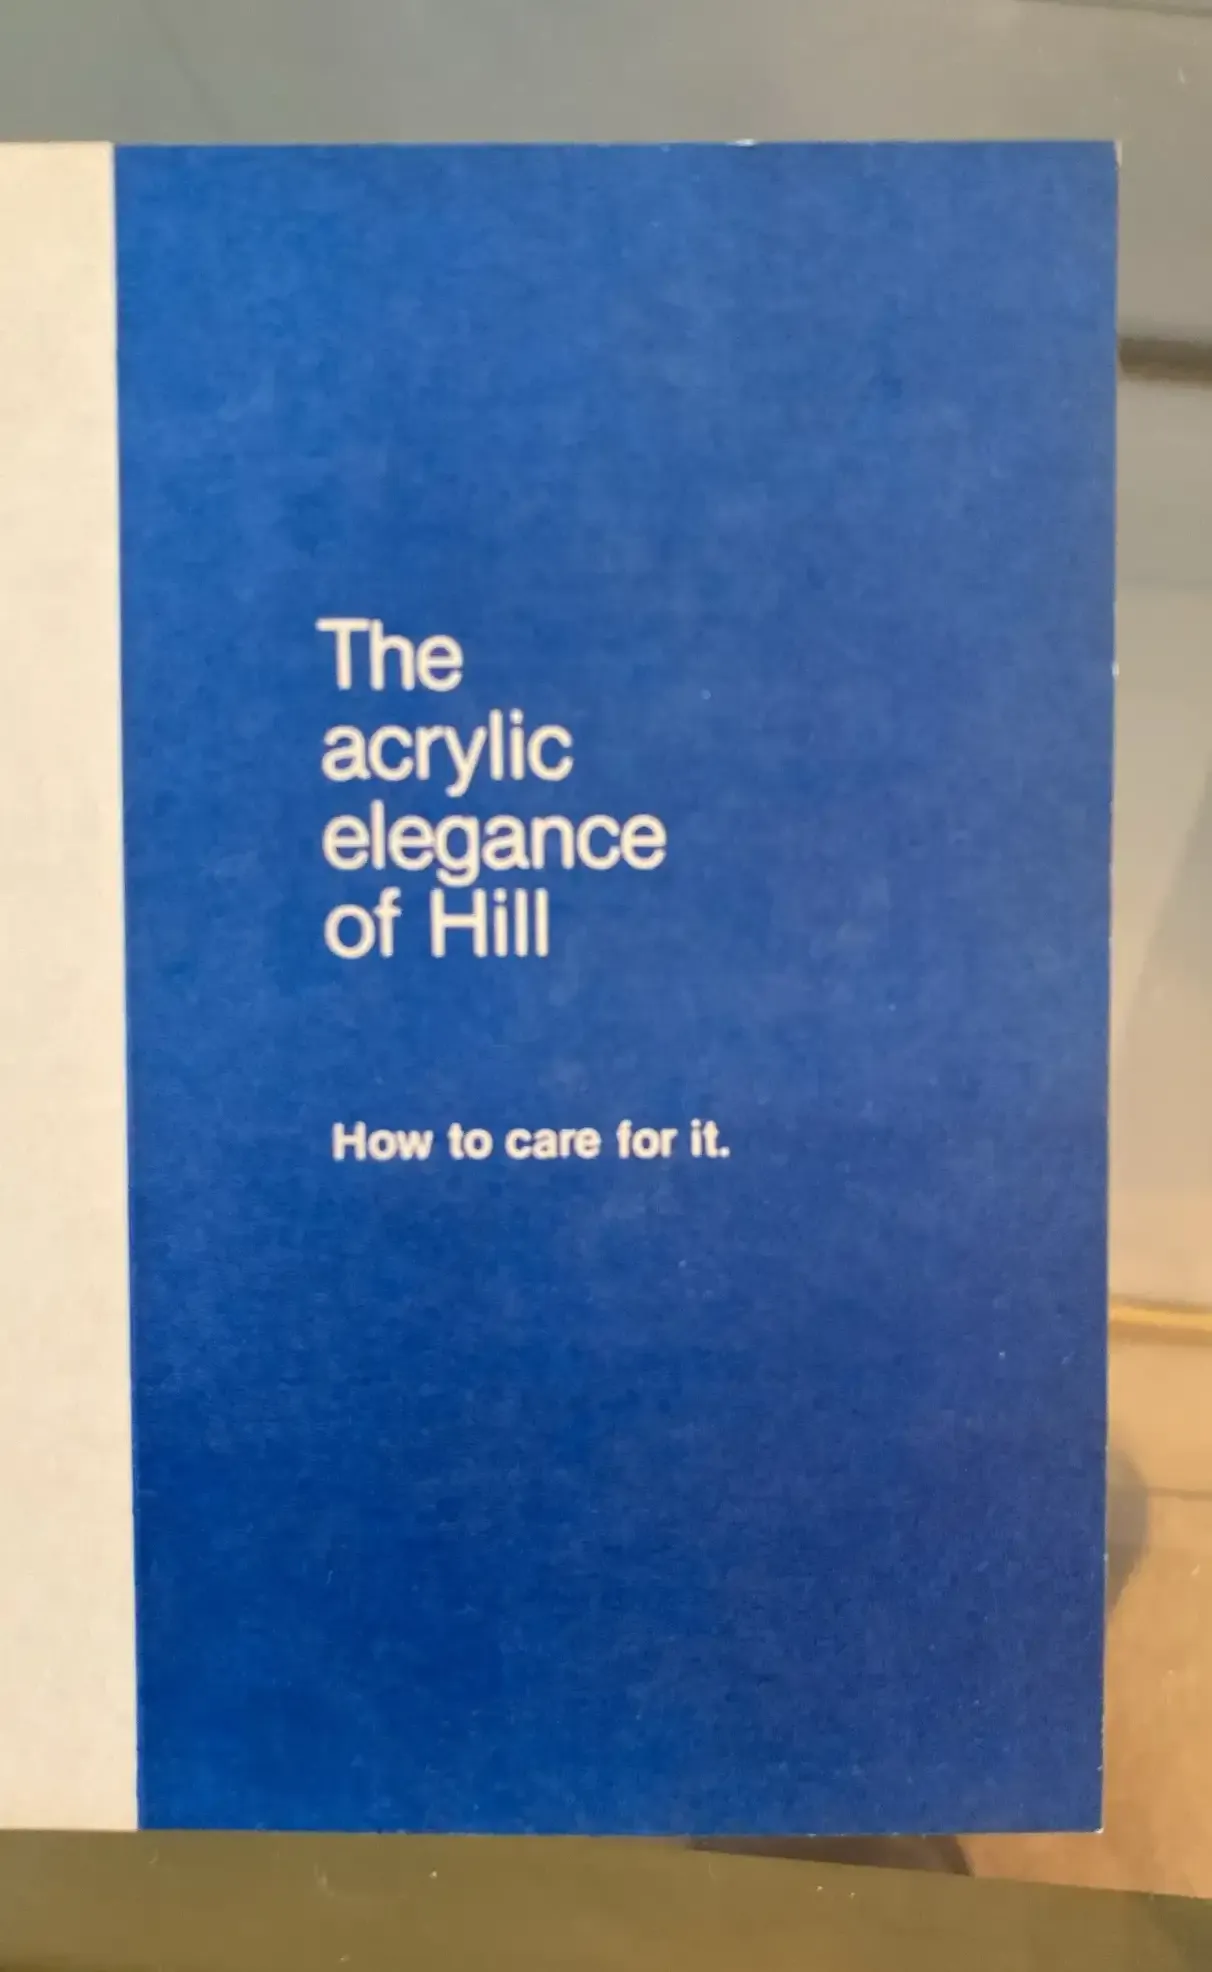 The
acrylic
elegance
of Hill
How to care for it.